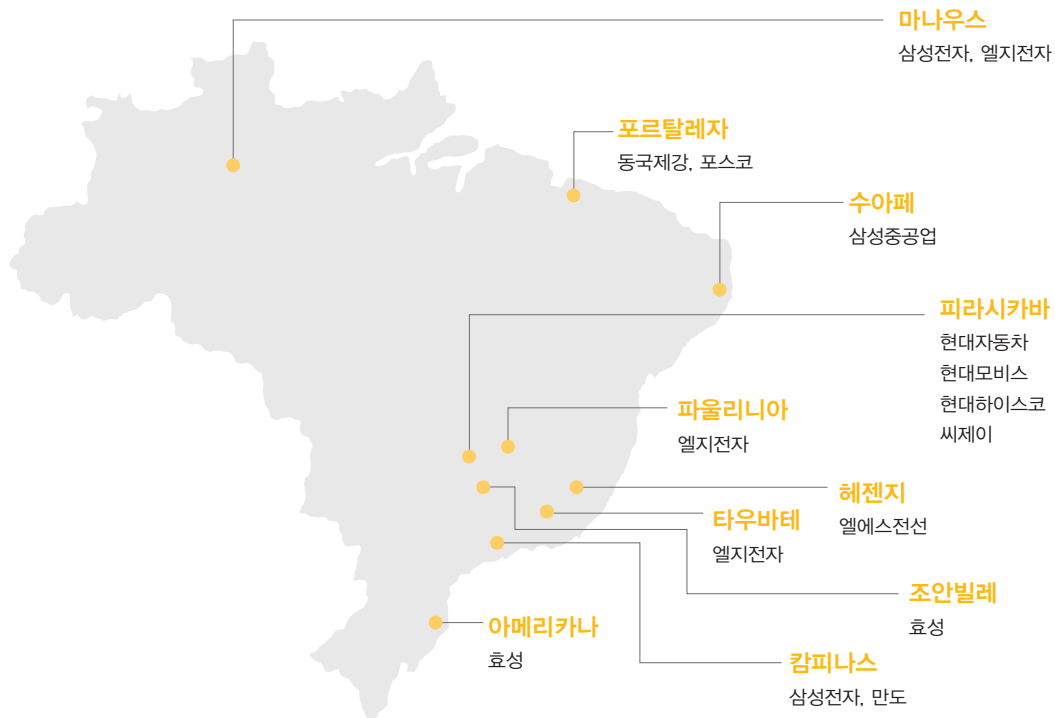 마나우스
삼성전자, 엘지전자
포르탈레자
동국제강, 포스코
수아페
삼성중공업
피라시카바
현대자동차
현대모비스
현대하이스코
씨제이
파울리니아
엘지전자
헤젠지
엘에스전선
타우바테
엘지전자
조안빌레
효성
아메리카나
효성
캄피나스
삼성전자, 만도